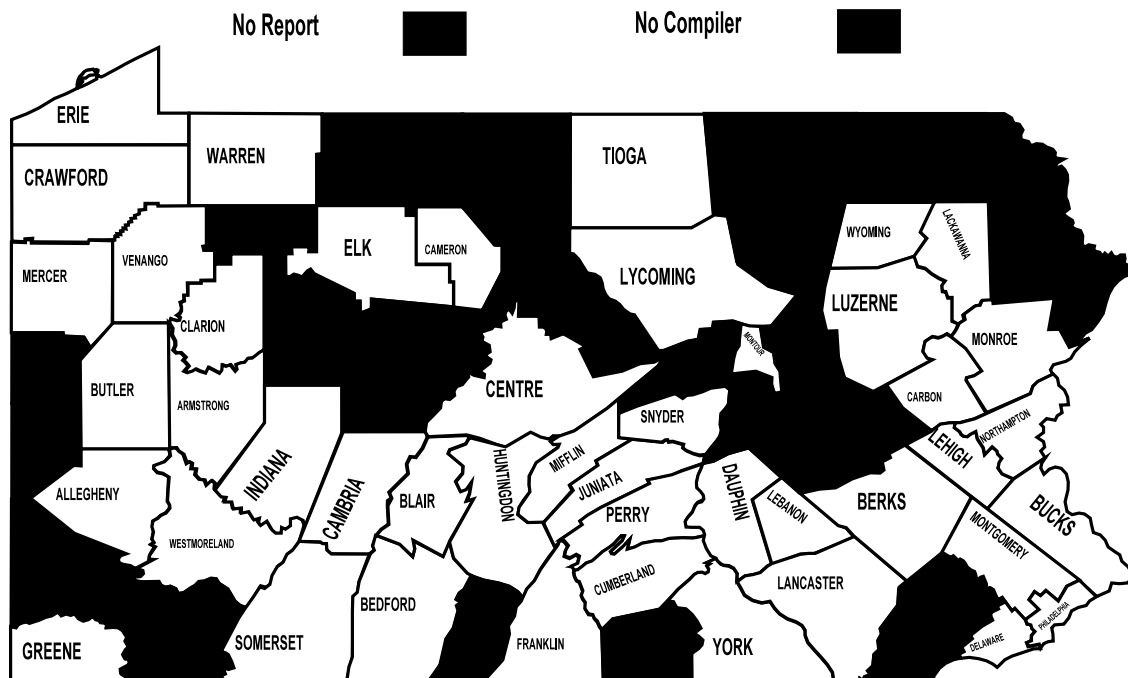 No Report
No Compiler
ERIE
WARREN
TIOGA
CRAWFORD
LACKAWANNA
WYOMING
ELK
CAMERON
VENANGO
MERCER
LYCOMING
LUZERNE
CLARION
MONTOUR
MONROE
BUTLER
CENTRE
CARBON
ARMSTRONG
SNYDER
NORTHAMPTON
LEHIGH
MIFFLIN
INDIANA
HUNTINGDON
JUNIATA
DAUPHIN
ALLEGHENY
CAMBRIA
BLAIR
LEBANON
BERKS
BUCKS
PERRY
MONTGOMERY
WESTMORELAND
CUMBERLAND
LANCASTER
BEDFORD
PHILADELPHIA
GREENE
SOMERSET
FRANKLIN
YORK
DELAWARE